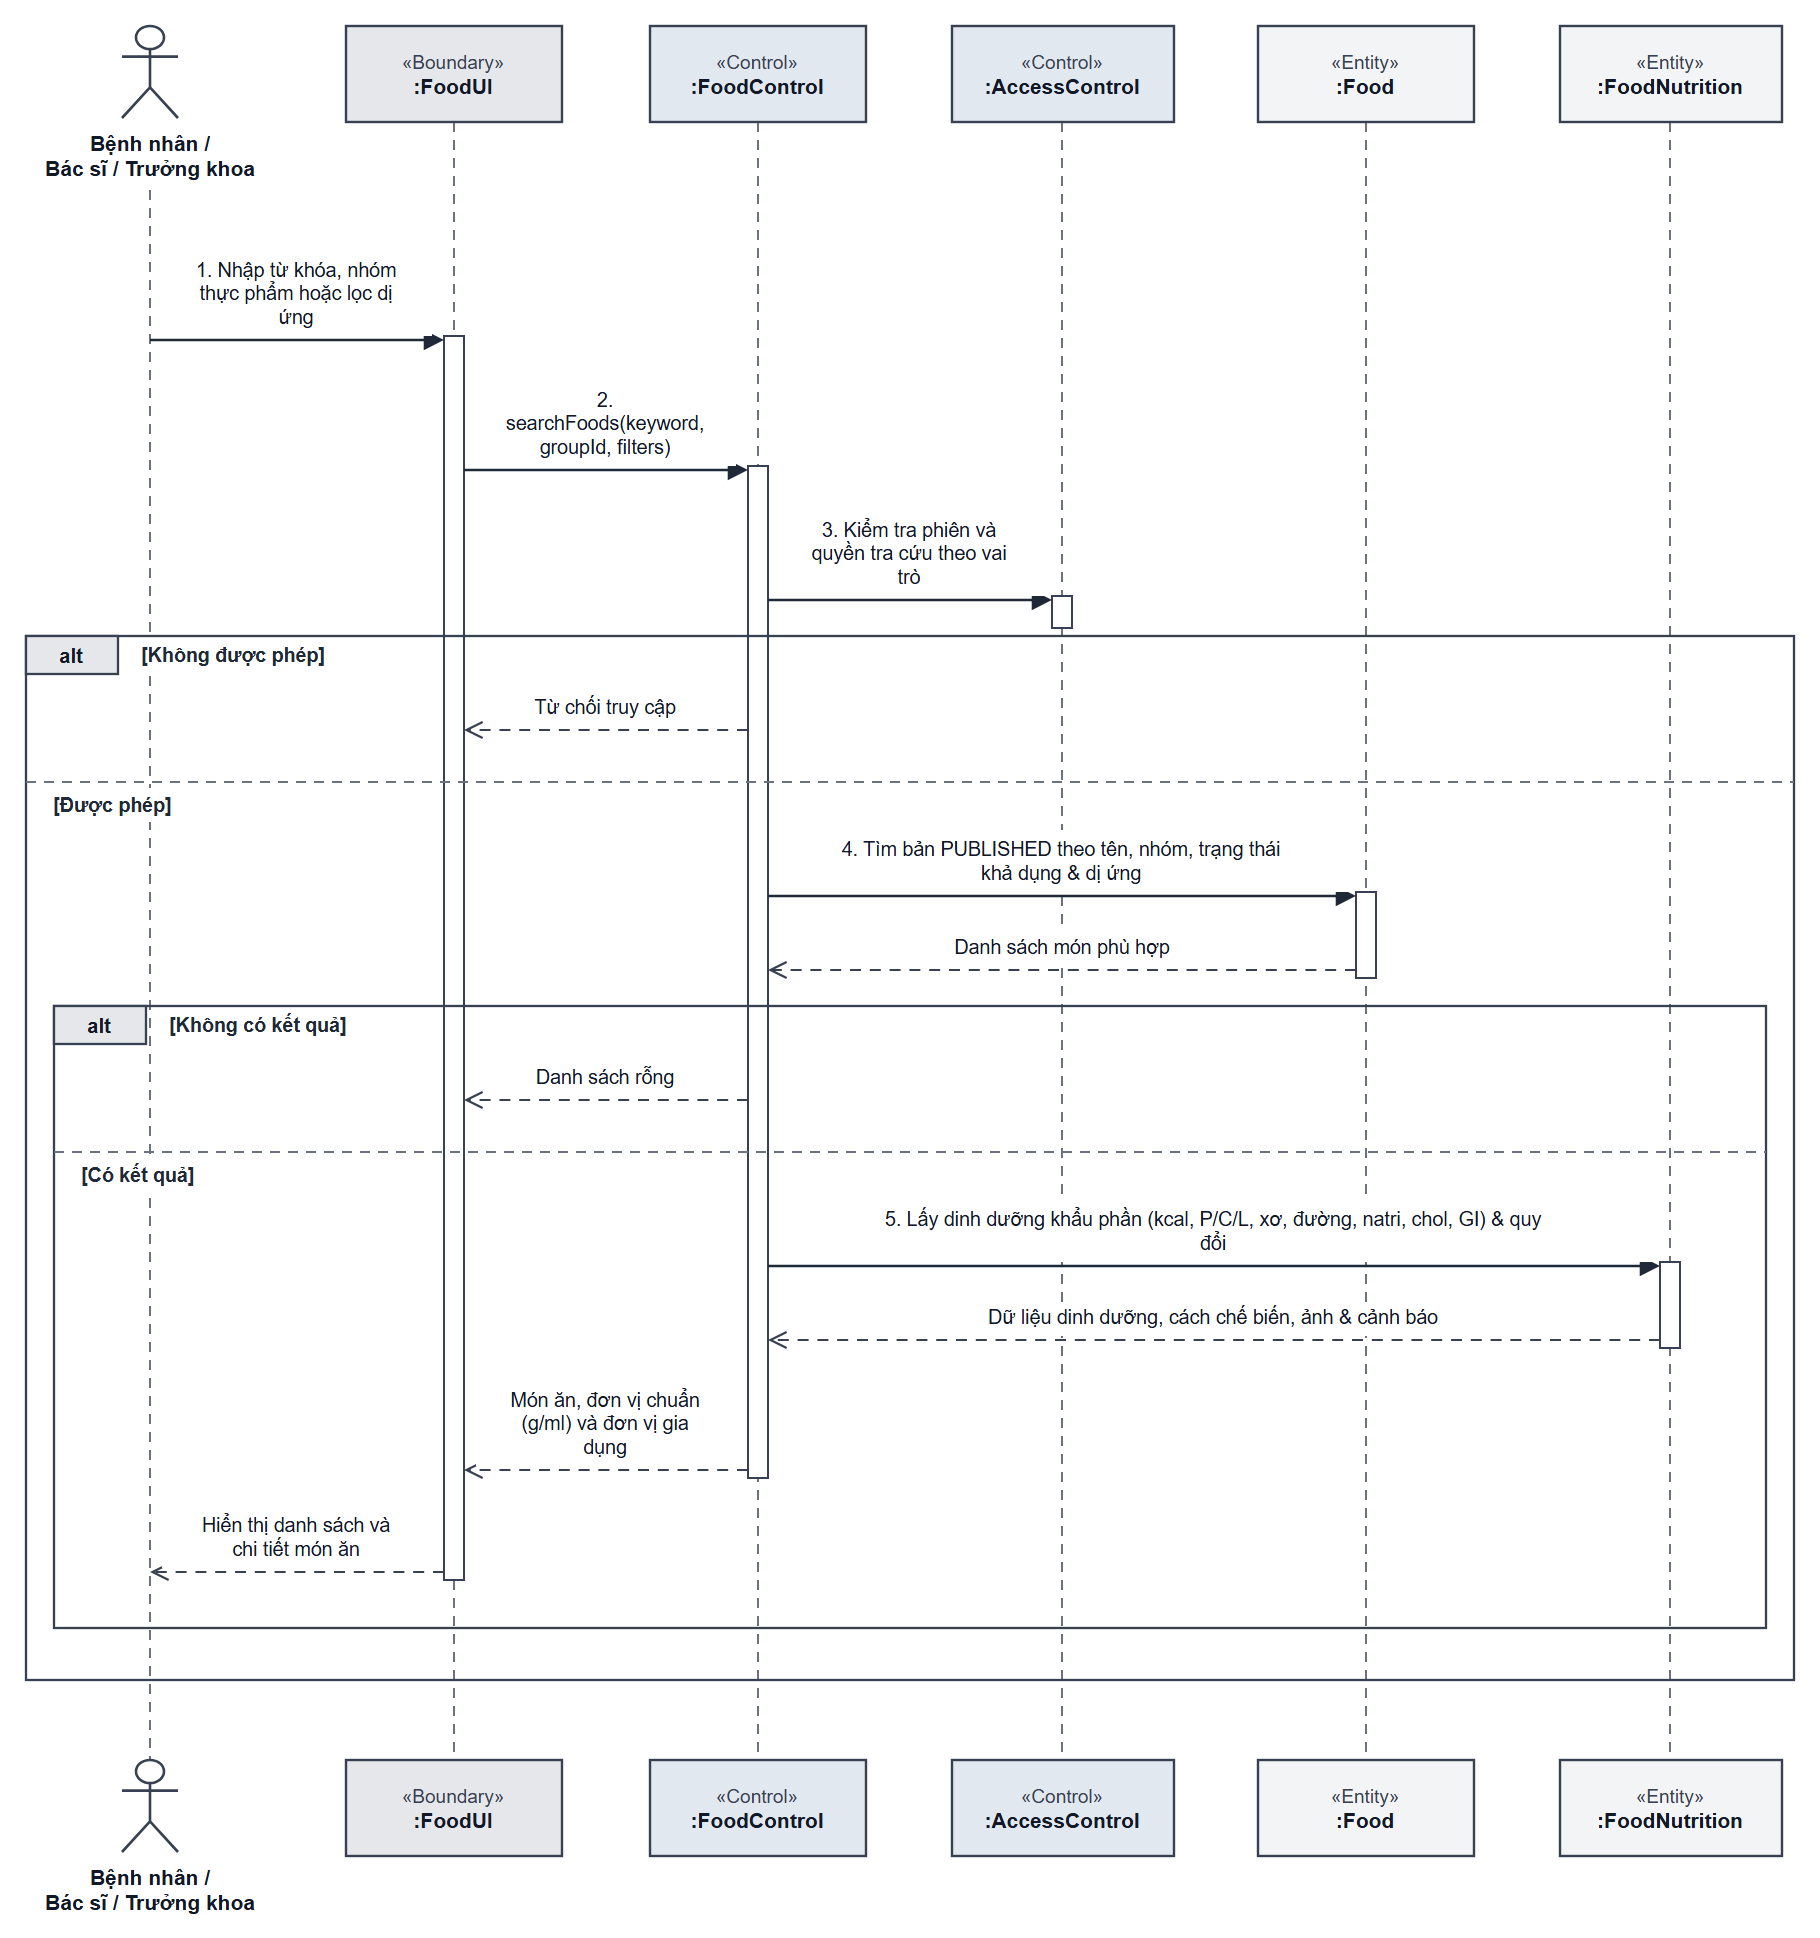 «Boundary»
:FoodUI
«Control»
:FoodControl
«Control»
:AccessControl
«Entity»
:Food
«Entity»
:FoodNutrition
Bệnh nhân /
Bác sĩ / Trưởng khoa
1. Nhập từ khóa, nhóm
thực phẩm hoặc lọc dị
ứng
2.
searchFoods(keyword,
groupId, filters)
3. Kiểm tra phiên và
quyền tra cứu theo vai
trò
alt
[Không được phép]
Từ chối truy cập
[Được phép]
4. Tìm bản PUBLISHED theo tên, nhóm, trạng thái
khả dụng & dị ứng
Danh sách món phù hợp
alt
[Không có kết quả]
Danh sách rỗng
[Có kết quả]
5. Lấy dinh dưỡng khẩu phần (kcal, P/C/L, xơ, đường, natri, chol, GI) & quy
đổi
Dữ liệu dinh dưỡng, cách chế biến, ảnh & cảnh báo
Món ăn, đơn vị chuẩn
(g/ml) và đơn vị gia
dụng
Hiển thị danh sách và
chi tiết món ăn
«Boundary»
:FoodUI
«Control»
:FoodControl
«Control»
:AccessControl
«Entity»
:Food
«Entity»
:FoodNutrition
Bệnh nhân /
Bác sĩ / Trưởng khoa